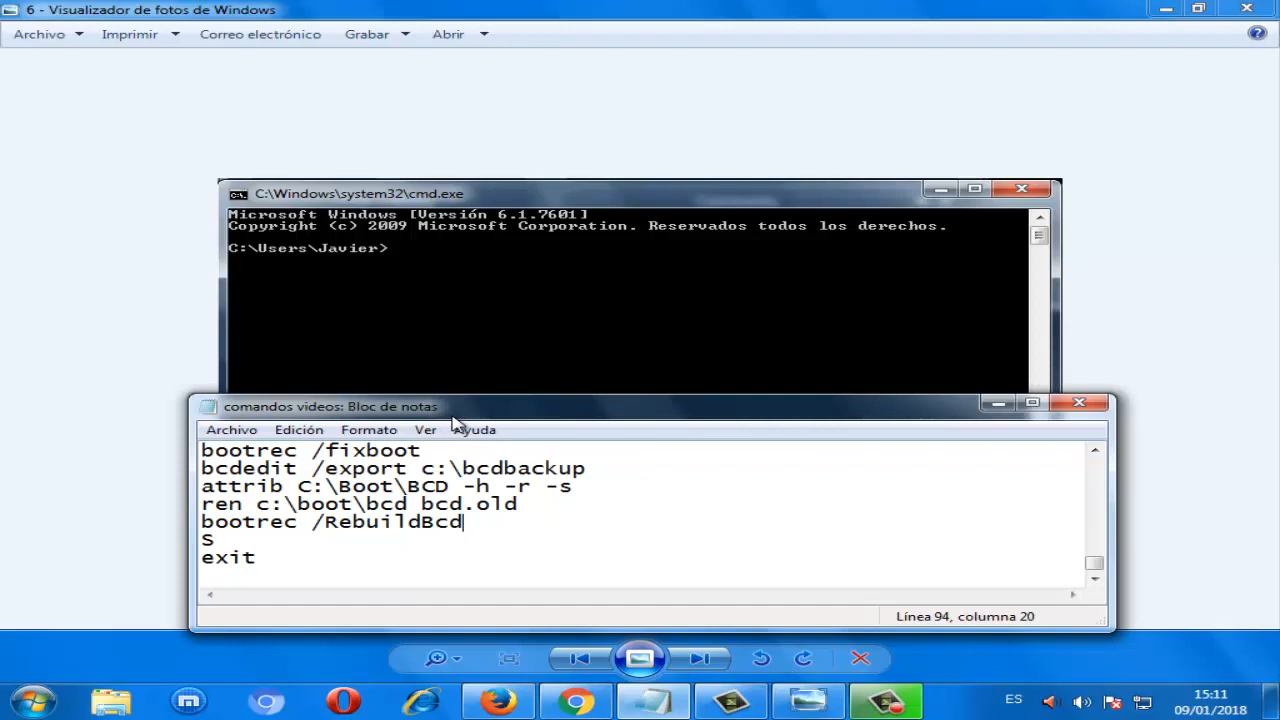 6 - Visualizador de fotos de Windows
Archivo Imprimir Correo electrónico Grabar Abrir
C:\Windows\system32\cmd.exe
Microsoft Windows [Versión 6.1.7601]
Copyright (c) 2009 Microsoft Corporation. Reservados todos los derechos.
C:\Users\Javier>
comandos videos: Bloc de notas
Archivo Edición Formato Ver Ayuda
bootrec /fixboot
bcdedit /export c:\bcdbackup
attrib C:\Boot\BCD -h -r -s
ren c:\boot\bcd bcd.old
bootrec /RebuildBcd
S
exit
Línea 94, columna 20
ES
15:11
09/01/2018